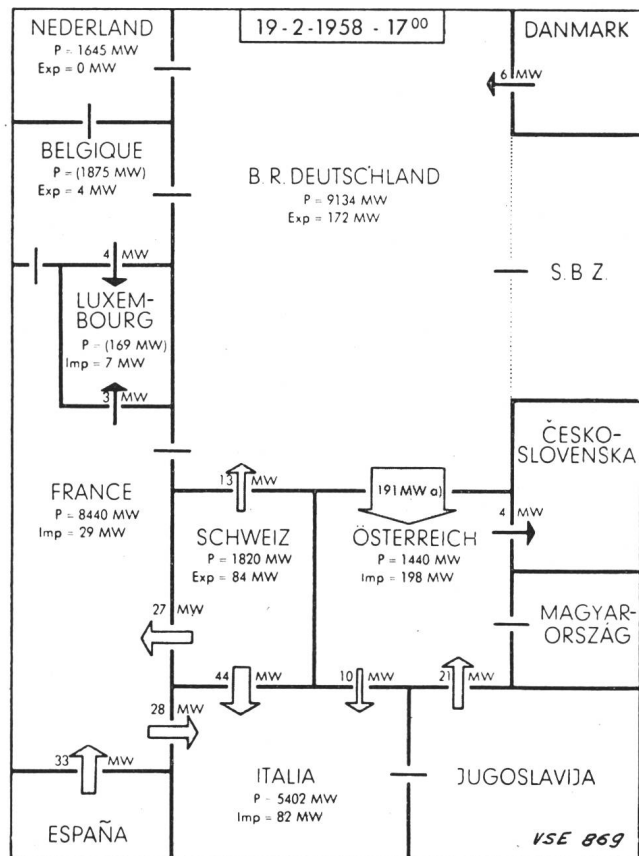 19-2-1958 - 17⁰⁰
NEDERLAND
P = 1645 MW
Exp = 0 MW
DANMARK
6 MW
BELGIQUE
P = (1875 MW)
Exp = 4 MW
B. R. DEUTSCHLAND
P = 9134 MW
Exp = 172 MW
4 MW
S. B. Z.
LUXEM-
BOURG
P = (169 MW)
Imp = 7 MW
3 MW
ČESKO-
SLOVENSKA
FRANCE
P = 8440 MW
Imp = 29 MW
13 MW
191 MW a)
4 MW
SCHWEIZ
P = 1820 MW
Exp = 84 MW
ÖSTERREICH
P = 1440 MW
Imp = 198 MW
MAGYAR-
ORSZÁG
27 MW
44 MW
10 MW
21 MW
28 MW
33 MW
ITALIA
P = 5402 MW
Imp = 82 MW
JUGOSLAVIJA
ESPAÑA
VSE 869